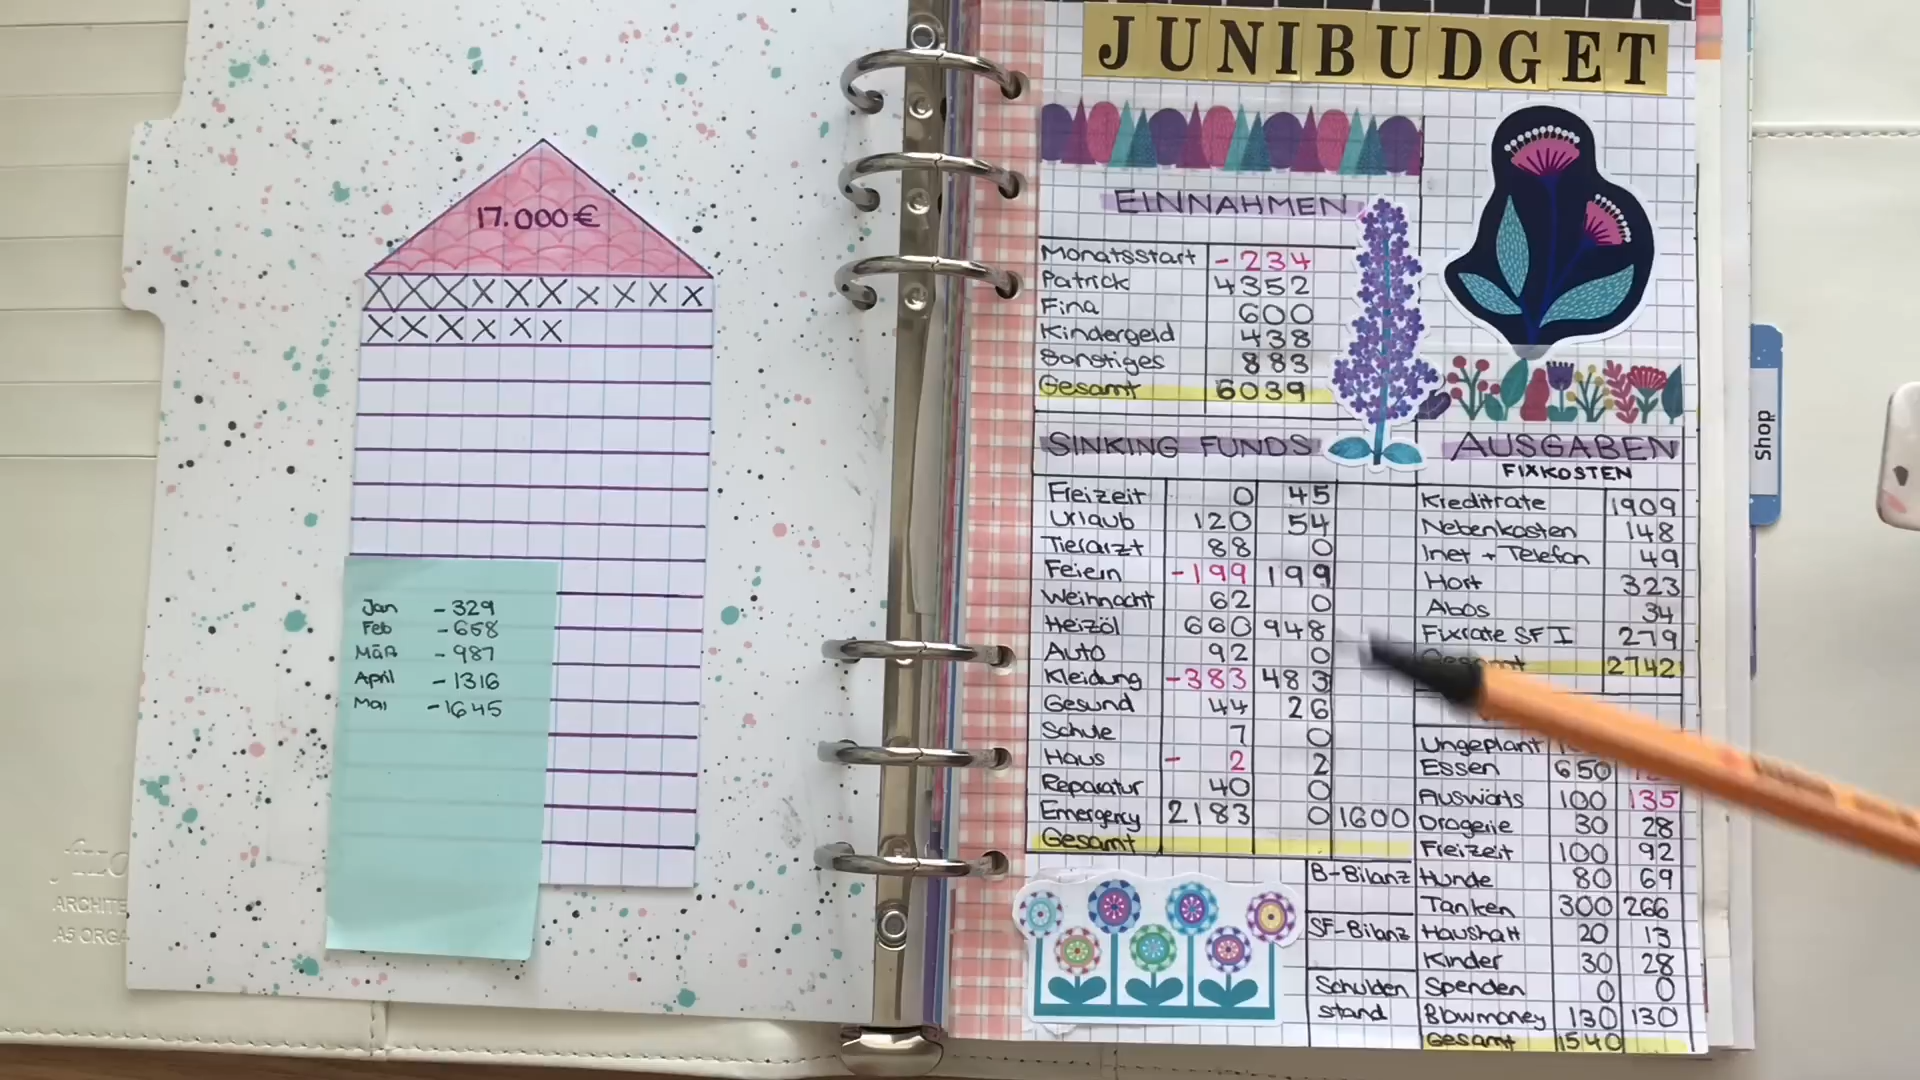 17.000€
X X X X X X X X X X
X X X X X X
Jan - 329
Feb - 658
März - 987
April - 1316
Mai - 1645
ARCHITE
A5 ORGA
JUNIBUDGET
EINNAHMEN
Monatsstart - 234
Patrick 4352
Fina 600
Kindergeld 438
Sonstiges 883
Gesamt 6039
SINKING FUNDS
Freizeit 0 45
Urlaub 120 54
Tierarzt 88 0
Feiern -199 199
Weihnacht 62 0
Heizöl 660 948
Auto 92 0
Kleidung -383 483
Gesund 44 26
Schule 7 0
Haus - 2 2
Reparatur 40 0
Emergency 2183 0 1600
Gesamt
B-Bilanz
SF-Bilanz
Schulden
stand
AUSGABEN
FIXKOSTEN
Kreditrate 1909
Nebenkosten 148
Inet + Telefon 49
Hort 323
Abos 34
Fixrate SF I 279
Gesamt 2742
Ungeplant
Essen 650
Auswärts 100 135
Drogerie 30 28
Freizeit 100 92
Hunde 80 69
Tanken 300 266
Haushalt 20 13
Kinder 30 28
Spenden 0 0
Blowmoney 130 130
Gesamt 1540
Shop